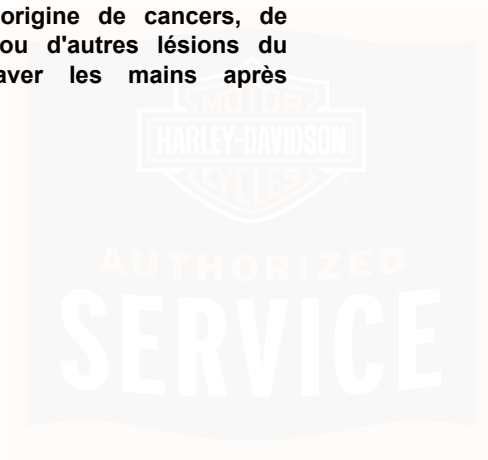 origine de cancers, de
ou d'autres lésions du
aver les mains après
MOTOR
HARLEY-DAVIDSON
CYCLES
AUTHORIZED
SERVICE